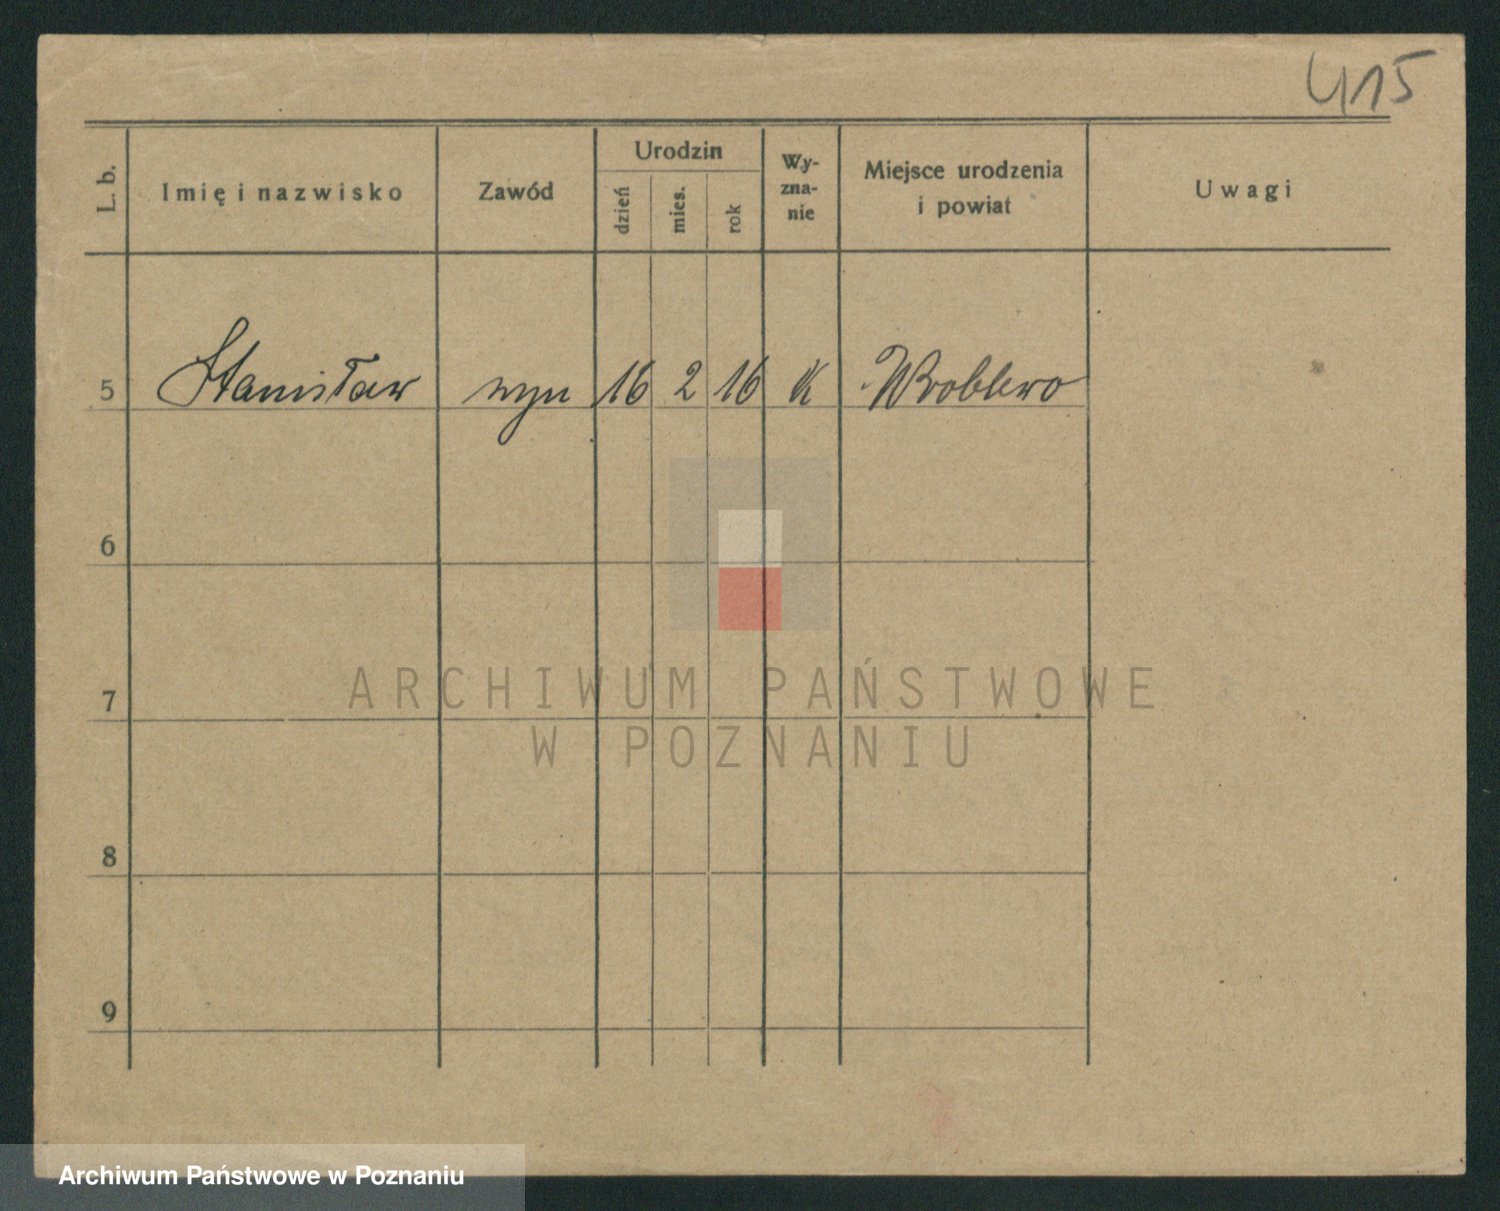 415
L. b. Imię i nazwisko Zawód Urodzin dzień mies. rok Wy-zna-nie Miejsce urodzenia i powiat Uwagi
5 Stanisław syn 16 2 16 k Wroblewo
6
7
8
9
ARCHIWUM PAŃSTWOWE
W POZNANIU
Archiwum Państwowe w Poznaniu